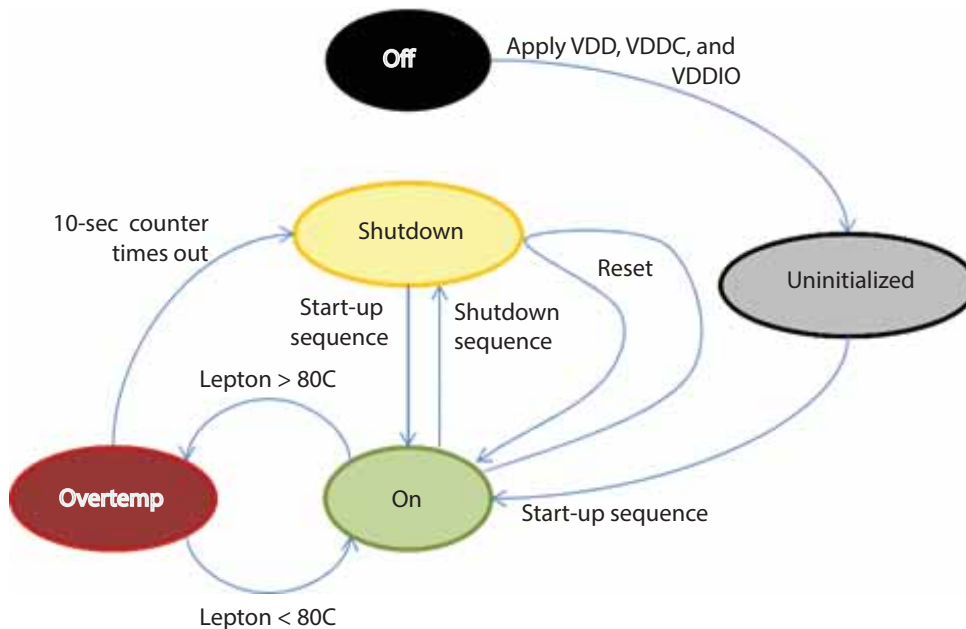 Off
Apply VDD, VDDC, and
VDDIO
Shutdown
10-sec counter
times out
Reset
Uninitialized
Start-up
sequence
Shutdown
sequence
Lepton > 80C
Overtemp
On
Start-up sequence
Lepton < 80C